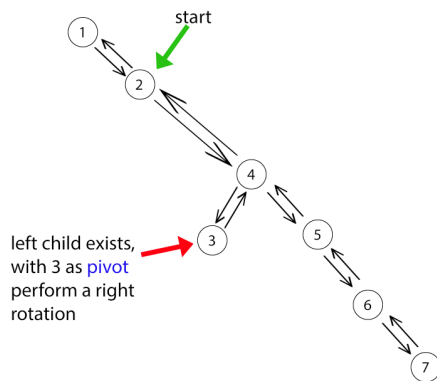 start
1
2
4
3
5
6
7
left child exists,
with 3 as pivot
perform a right
rotation